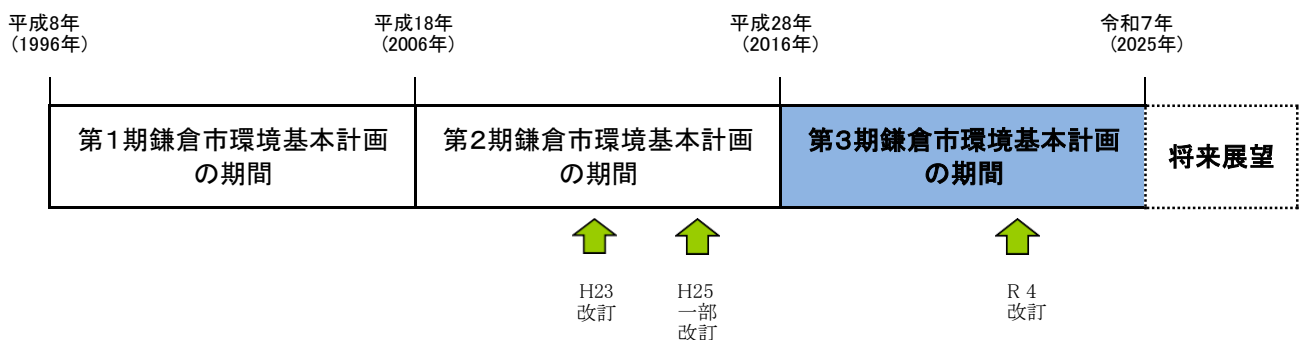 平成8年
(1996年)
平成18年
(2006年)
平成28年
(2016年)
令和7年
(2025年)
第1期鎌倉市環境基本計画
の期間
第2期鎌倉市環境基本計画
の期間
第3期鎌倉市環境基本計画
の期間
将来展望
H23
改訂
H25
一部
改訂
R 4
改訂